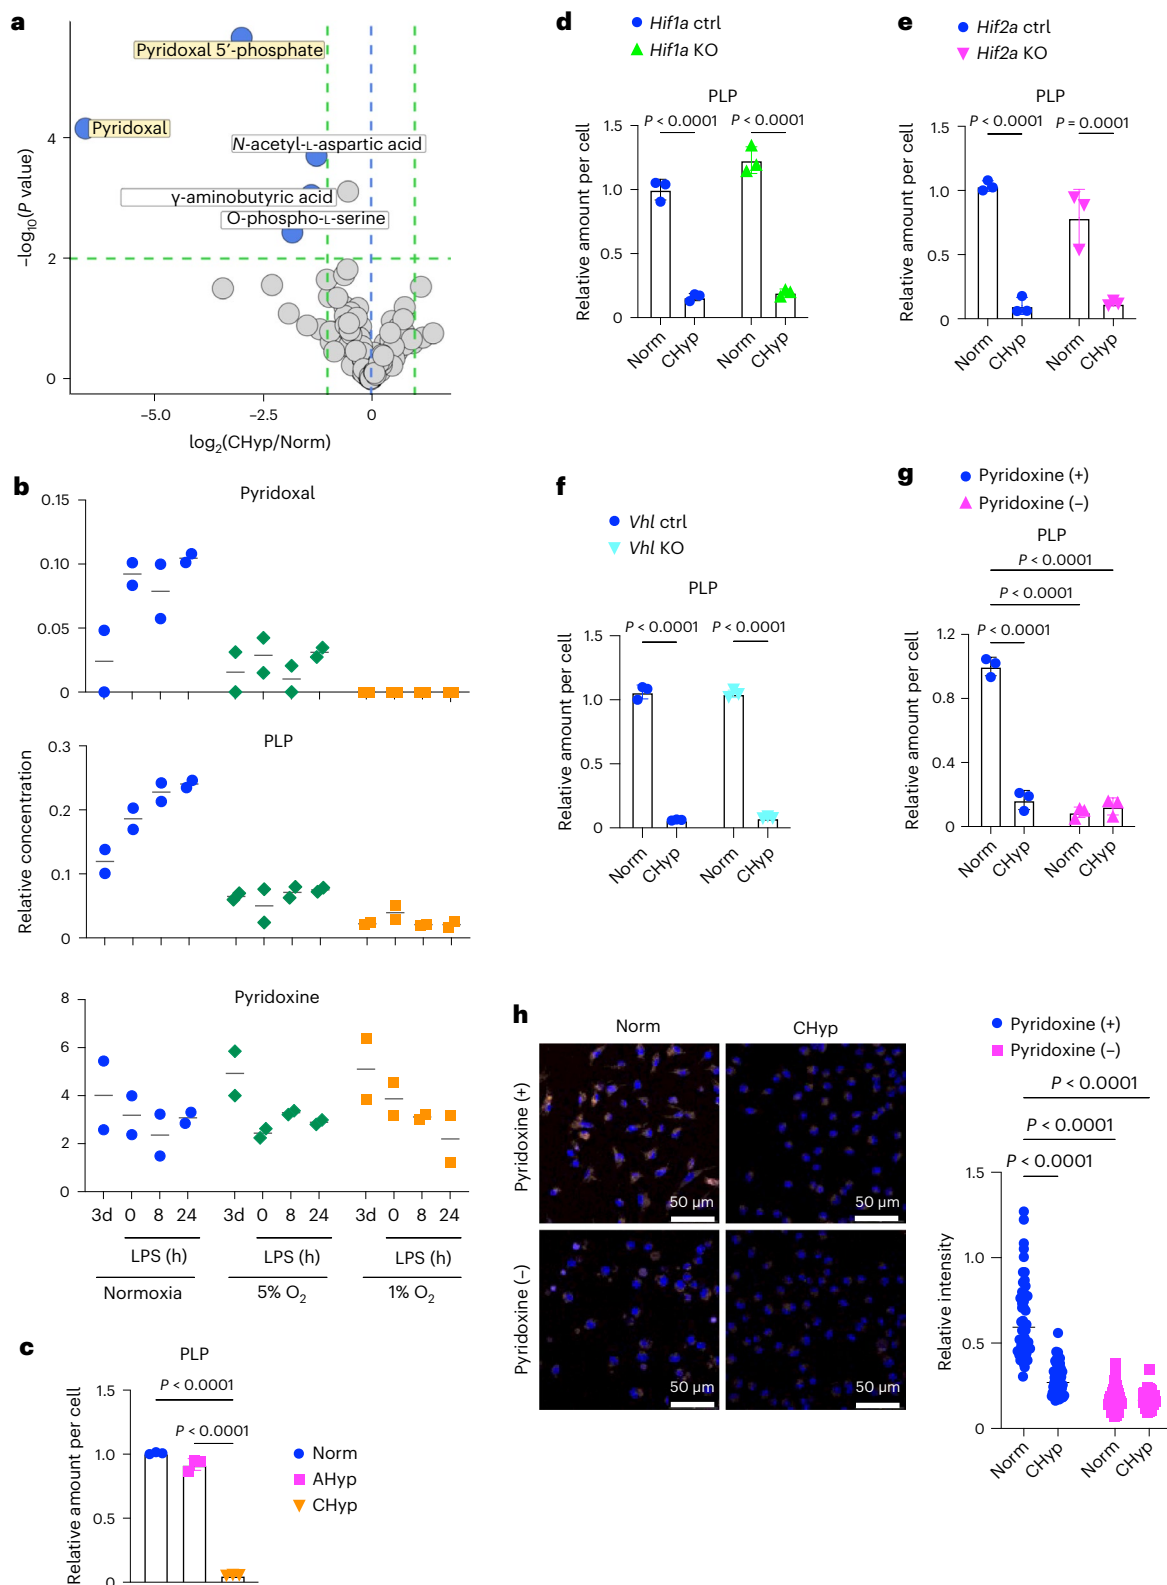 a
Pyridoxal 5′-phosphate
Pyridoxal
N-acetyl-L-aspartic acid
γ-aminobutyric acid
O-phospho-L-serine
–log10(P value)
4
2
0
–5.0
–2.5
0
log2(CHyp/Norm)
b
Pyridoxal
0.15
0.10
0.05
0
PLP
0.3
0.2
0.1
0
Relative concentration
Pyridoxine
8
6
4
2
0
3d 0 8 24
3d 0 8 24
3d 0 8 24
LPS (h)
LPS (h)
LPS (h)
Normoxia
5% O2
1% O2
c
PLP
P < 0.0001
P < 0.0001
Relative amount per cell
1.5
1.0
0.5
0
Norm
AHyp
CHyp
d
Hif1a ctrl
Hif1a KO
PLP
P < 0.0001
P < 0.0001
Relative amount per cell
1.5
1.0
0.5
0
Norm
CHyp
Norm
CHyp
e
Hif2a ctrl
Hif2a KO
PLP
P < 0.0001
P = 0.0001
Relative amount per cell
1.5
1.0
0.5
0
Norm
CHyp
Norm
CHyp
f
Vhl ctrl
Vhl KO
PLP
P < 0.0001
P < 0.0001
Relative amount per cell
1.5
1.0
0.5
0
Norm
CHyp
Norm
CHyp
g
Pyridoxine (+)
Pyridoxine (–)
PLP
P < 0.0001
P < 0.0001
P < 0.0001
Relative amount per cell
1.2
0.8
0.4
0
Norm
CHyp
Norm
CHyp
h
Norm
CHyp
Pyridoxine (+)
Pyridoxine (–)
50 µm
50 µm
50 µm
50 µm
Pyridoxine (+)
Pyridoxine (–)
P < 0.0001
P < 0.0001
P < 0.0001
Relative intensity
1.5
1.0
0.5
0
Norm
CHyp
Norm
CHyp